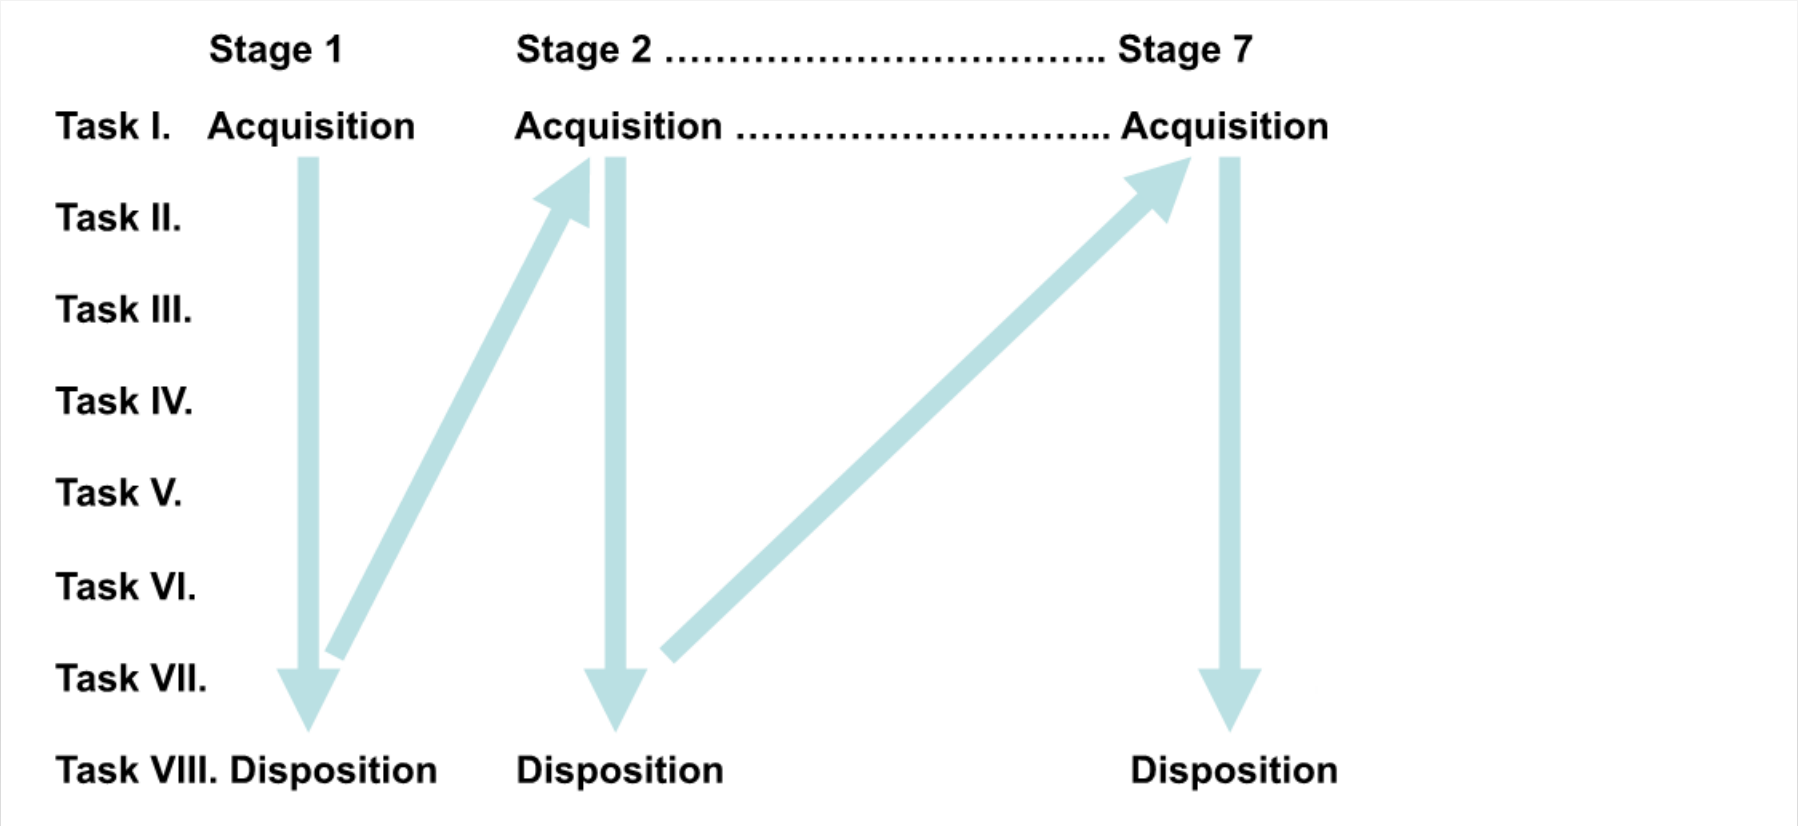 Stage 1 Stage 2 ……………………………….. Stage 7
Task I. Acquisition Acquisition ………………………... Acquisition
Task II.
Task III.
Task IV.
Task V.
Task VI.
Task VII.
Task VIII. Disposition Disposition Disposition